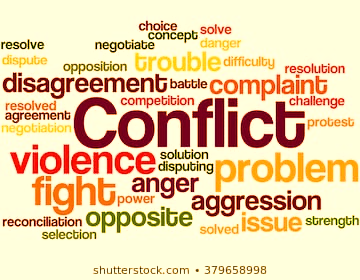 choice
concept
solve
resolve
negotiate
danger
dispute
opposition
trouble
difficulty
resolution
disagreement
battle
complaint
competition
challenge
resolved
agreement
Conflict
protest
negotiation
violence
solution
disputing
problem
fight
anger
power
aggression
reconciliation
opposite
issue
strength
selection
solved
shutterstock.com • 379658998